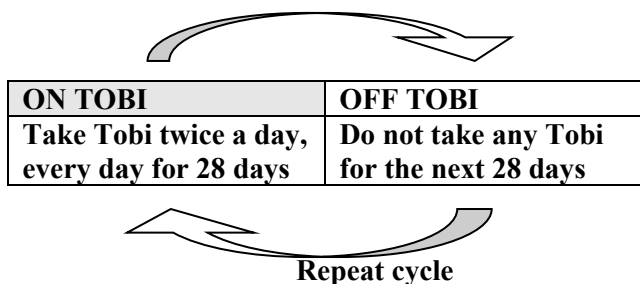 ON TOBI
OFF TOBI
Take Tobi twice a day,
every day for 28 days
Do not take any Tobi
for the next 28 days
Repeat cycle